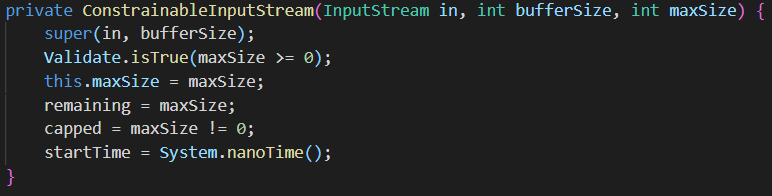 private ConstrainableInputStream(InputStream in, int bufferSize, int maxSize) {
    super(in, bufferSize);
    Validate.isTrue(maxSize >= 0);
    this.maxSize = maxSize;
    remaining = maxSize;
    capped = maxSize != 0;
    startTime = System.nanoTime();
}